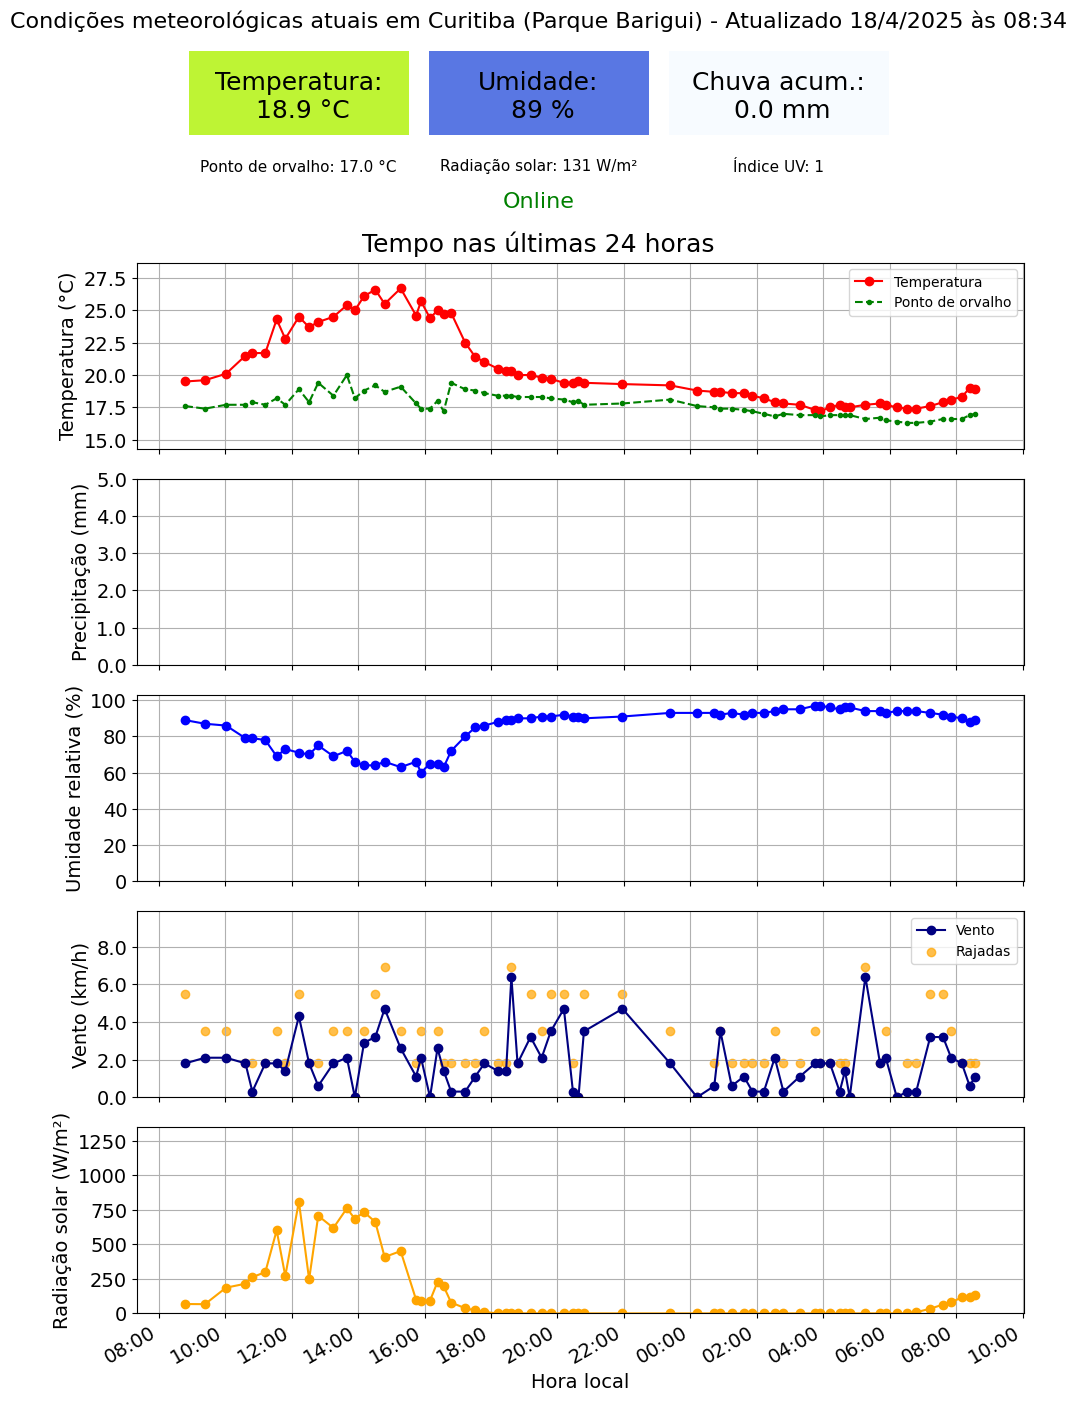 Condições meteorológicas atuais em Curitiba (Parque Barigui) - Atualizado 18/4/2025 às 08:34
Temperatura:
18.9 °C
Umidade:
89 %
Chuva acum.:
0.0 mm
Ponto de orvalho: 17.0 °C
Radiação solar: 131 W/m²
Índice UV: 1
Online
Tempo nas últimas 24 horas
Temperatura (°C)
27.5
25.0
22.5
20.0
17.5
15.0
Temperatura
Ponto de orvalho
Precipitação (mm)
5.0
4.0
3.0
2.0
1.0
0.0
Umidade relativa (%)
100
80
60
40
20
0
Vento (km/h)
8.0
6.0
4.0
2.0
0.0
Vento
Rajadas
Radiação solar (W/m²)
1250
1000
750
500
250
0
08:00
10:00
12:00
14:00
16:00
18:00
20:00
22:00
00:00
02:00
04:00
06:00
08:00
10:00
Hora local